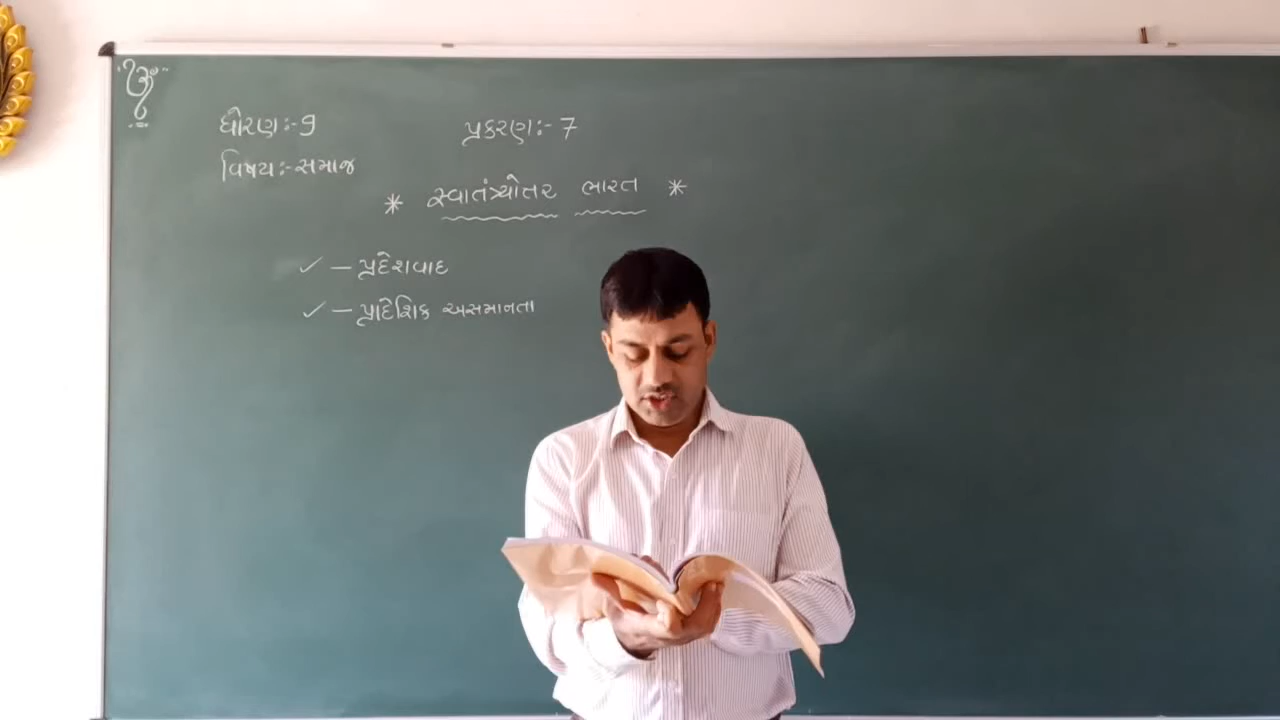 ૐ
ધોરણઃ-9
પ્રકરણઃ- 7
વિષયઃ-સમાજ
* સ્વાતંત્ર્યોતર ભારત *
✓ — પ્રદેશવાદ
✓ — પ્રાદેશિક અસમાનતા